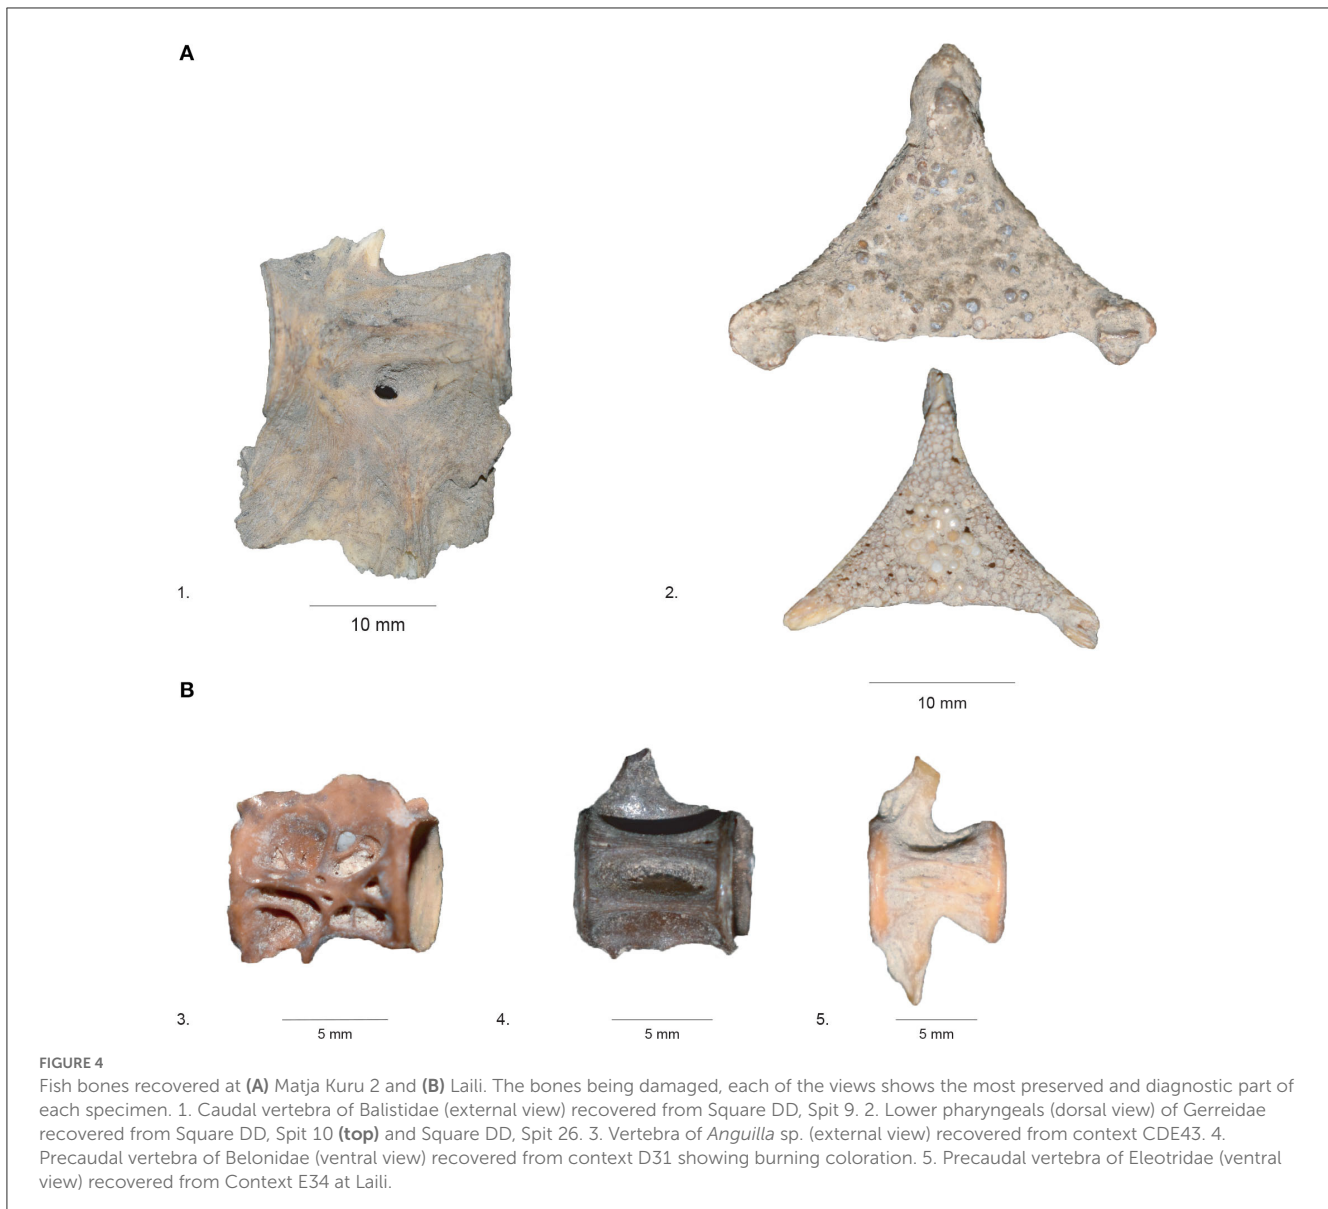 A
1.
10 mm
2.
10 mm
B
3.
5 mm
4.
5 mm
5.
5 mm
FIGURE 4
Fish bones recovered at (A) Matja Kuru 2 and (B) Laili. The bones being damaged, each of the views shows the most preserved and diagnostic part of
each specimen. 1. Caudal vertebra of Balistidae (external view) recovered from Square DD, Spit 9. 2. Lower pharyngeals (dorsal view) of Gerreidae
recovered from Square DD, Spit 10 (top) and Square DD, Spit 26. 3. Vertebra of Anguilla sp. (external view) recovered from context CDE43. 4.
Precaudal vertebra of Belonidae (ventral view) recovered from context D31 showing burning coloration. 5. Precaudal vertebra of Eleotridae (ventral
view) recovered from Context E34 at Laili.